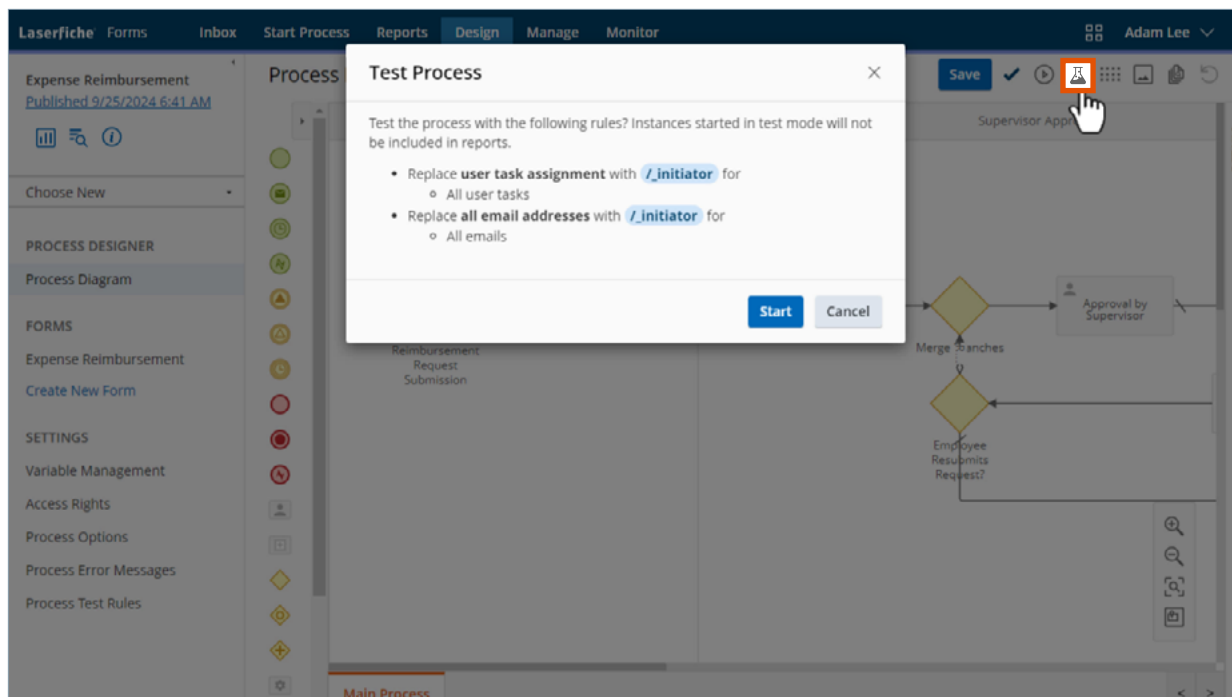 Laserfiche Forms Inbox Start Process Reports Design Manage Monitor Adam Lee
Expense Reimbursement
Published 9/25/2024 6:41 AM
Choose New
PROCESS DESIGNER
Process Diagram
FORMS
Expense Reimbursement
Create New Form
SETTINGS
Variable Management
Access Rights
Process Options
Process Error Messages
Process Test Rules
Process
Save
Test Process
Test the process with the following rules? Instances started in test mode will not
be included in reports.
• Replace user task assignment with /_initiator for
All user tasks
• Replace all email addresses with /_initiator for
All emails
Start Cancel
Supervisor
Reimbursement
Request
Submission
Approval by
Supervisor
Merge
Employee
Resubmits
Request?
Main Process